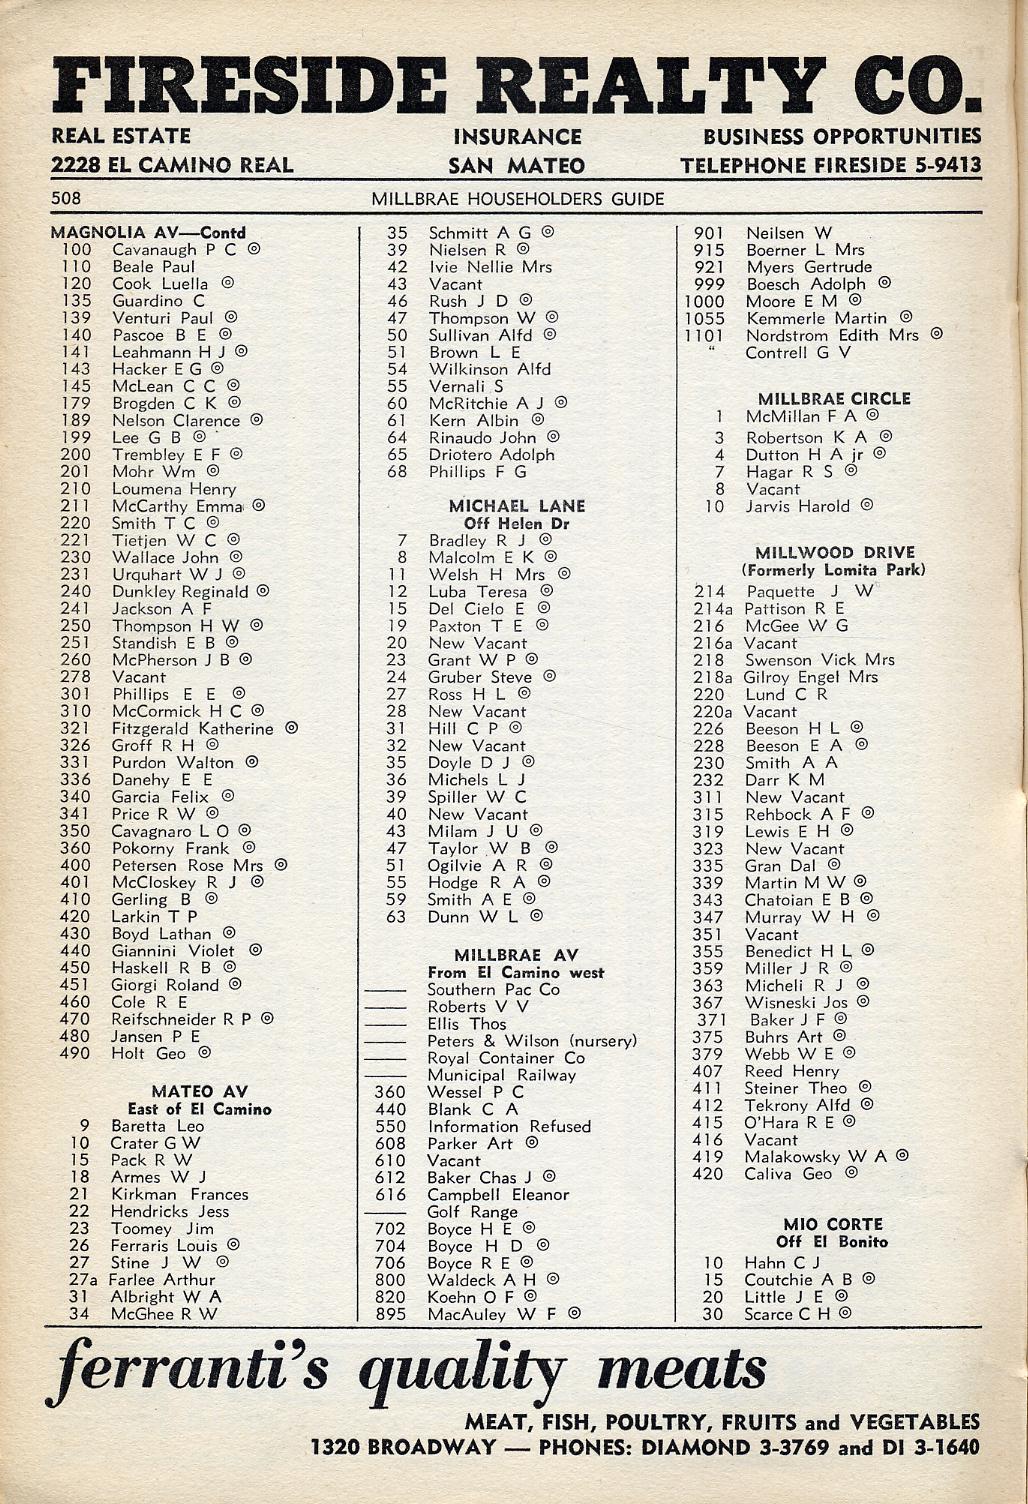 FIRESIDE REALTY CO.
REAL ESTATE INSURANCE BUSINESS OPPORTUNITIES
2228 EL CAMINO REAL SAN MATEO TELEPHONE FIRESIDE 5-9413
508 MILLBRAE HOUSEHOLDERS GUIDE
MAGNOLIA AV—Contd
100 Cavanaugh P C ◎
110 Beale Paul
120 Cook Luella ◎
135 Guardino C
139 Venturi Paul ◎
140 Pascoe B E ◎
141 Leahmann H J ◎
143 Hacker E G ◎
145 McLean C C ◎
179 Brogden C K ◎
189 Nelson Clarence ◎
199 Lee G B ◎
200 Trembley E F ◎
201 Mohr Wm ◎
210 Loumena Henry
211 McCarthy Emma ◎
220 Smith T C ◎
221 Tietjen W C ◎
230 Wallace John ◎
231 Urquhart W J ◎
240 Dunkley Reginald ◎
241 Jackson A F
250 Thompson H W ◎
251 Standish E B ◎
260 McPherson J B ◎
278 Vacant
301 Phillips E E ◎
310 McCormick H C ◎
321 Fitzgerald Katherine ◎
326 Groff R H ◎
331 Purdon Walton ◎
336 Danehy E E
340 Garcia Felix ◎
341 Price R W ◎
350 Cavagnaro L O ◎
360 Pokorny Frank ◎
400 Petersen Rose Mrs ◎
401 McCloskey R J ◎
410 Gerling B ◎
420 Larkin T P
430 Boyd Lathan ◎
440 Giannini Violet ◎
450 Haskell R B ◎
451 Giorgi Roland ◎
460 Cole R E
470 Reifschneider R P ◎
480 Jansen P E
490 Holt Geo ◎
MATEO AV
East of El Camino
9 Baretta Leo
10 Crater G W
15 Pack R W
18 Armes W J
21 Kirkman Frances
22 Hendricks Jess
23 Toomey Jim
26 Ferraris Louis ◎
27 Stine J W ◎
27a Farlee Arthur
31 Albright W A
34 McGhee R W
35 Schmitt A G ◎
39 Nielsen R ◎
42 Ivie Nellie Mrs
43 Vacant
46 Rush J D ◎
47 Thompson W ◎
50 Sullivan Alfd ◎
51 Brown L E
54 Wilkinson Alfd
55 Vernali S
60 McRitchie A J ◎
61 Kern Albin ◎
64 Rinaudo John ◎
65 Driotero Adolph
68 Phillips F G
MICHAEL LANE
Off Helen Dr
7 Bradley R J ◎
8 Malcolm E K ◎
11 Welsh H Mrs ◎
12 Luba Teresa ◎
15 Del Cielo E ◎
19 Paxton T E ◎
20 New Vacant
23 Grant W P ◎
24 Gruber Steve ◎
27 Ross H L ◎
28 New Vacant
31 Hill C P ◎
32 New Vacant
35 Doyle D J ◎
36 Michels L J
39 Spiller W C
40 New Vacant
43 Milam J U ◎
47 Taylor W B ◎
51 Ogilvie A R ◎
55 Hodge R A ◎
59 Smith A E ◎
63 Dunn W L ◎
MILLBRAE AV
From El Camino west
—— Southern Pac Co
—— Roberts V V
—— Ellis Thos
—— Peters & Wilson (nursery)
—— Royal Container Co
—— Municipal Railway
360 Wessel P C
440 Blank C A
550 Information Refused
608 Parker Art ◎
610 Vacant
612 Baker Chas J ◎
616 Campbell Eleanor
—— Golf Range
702 Boyce H E ◎
704 Boyce H D ◎
706 Boyce R E ◎
800 Waldeck A H ◎
820 Koehn O F ◎
895 MacAuley W F ◎
901 Neilsen W
915 Boerner L Mrs
921 Myers Gertrude
999 Boesch Adolph ◎
1000 Moore E M ◎
1055 Kemmerle Martin ◎
1101 Nordstrom Edith Mrs ◎
" Contrell G V
MILLBRAE CIRCLE
1 McMillan F A ◎
3 Robertson K A ◎
4 Dutton H A jr ◎
7 Hagar R S ◎
8 Vacant
10 Jarvis Harold ◎
MILLWOOD DRIVE
(Formerly Lomita Park)
214 Paquette J W
214a Pattison R E
216 McGee W G
216a Vacant
218 Swenson Vick Mrs
218a Gilroy Engel Mrs
220 Lund C R
220a Vacant
226 Beeson H L ◎
228 Beeson E A ◎
230 Smith A A
232 Darr K M
311 New Vacant
315 Rehbock A F ◎
319 Lewis E H ◎
323 New Vacant
335 Gran Dal ◎
339 Martin M W ◎
343 Chatoian E B ◎
347 Murray W H ◎
351 Vacant
355 Benedict H L ◎
359 Miller J R ◎
363 Micheli R J ◎
367 Wisneski Jos ◎
371 Baker J F ◎
375 Buhrs Art ◎
379 Webb W E ◎
407 Reed Henry
411 Steiner Theo ◎
412 Tekrony Alfd ◎
415 O'Hara R E ◎
416 Vacant
419 Malakowsky W A ◎
420 Caliva Geo ◎
MIO CORTE
Off El Bonito
10 Hahn C J
15 Coutchie A B ◎
20 Little J E ◎
30 Scarce C H ◎
ferranti's quality meats
MEAT, FISH, POULTRY, FRUITS and VEGETABLES
1320 BROADWAY — PHONES: DIAMOND 3-3769 and DI 3-1640